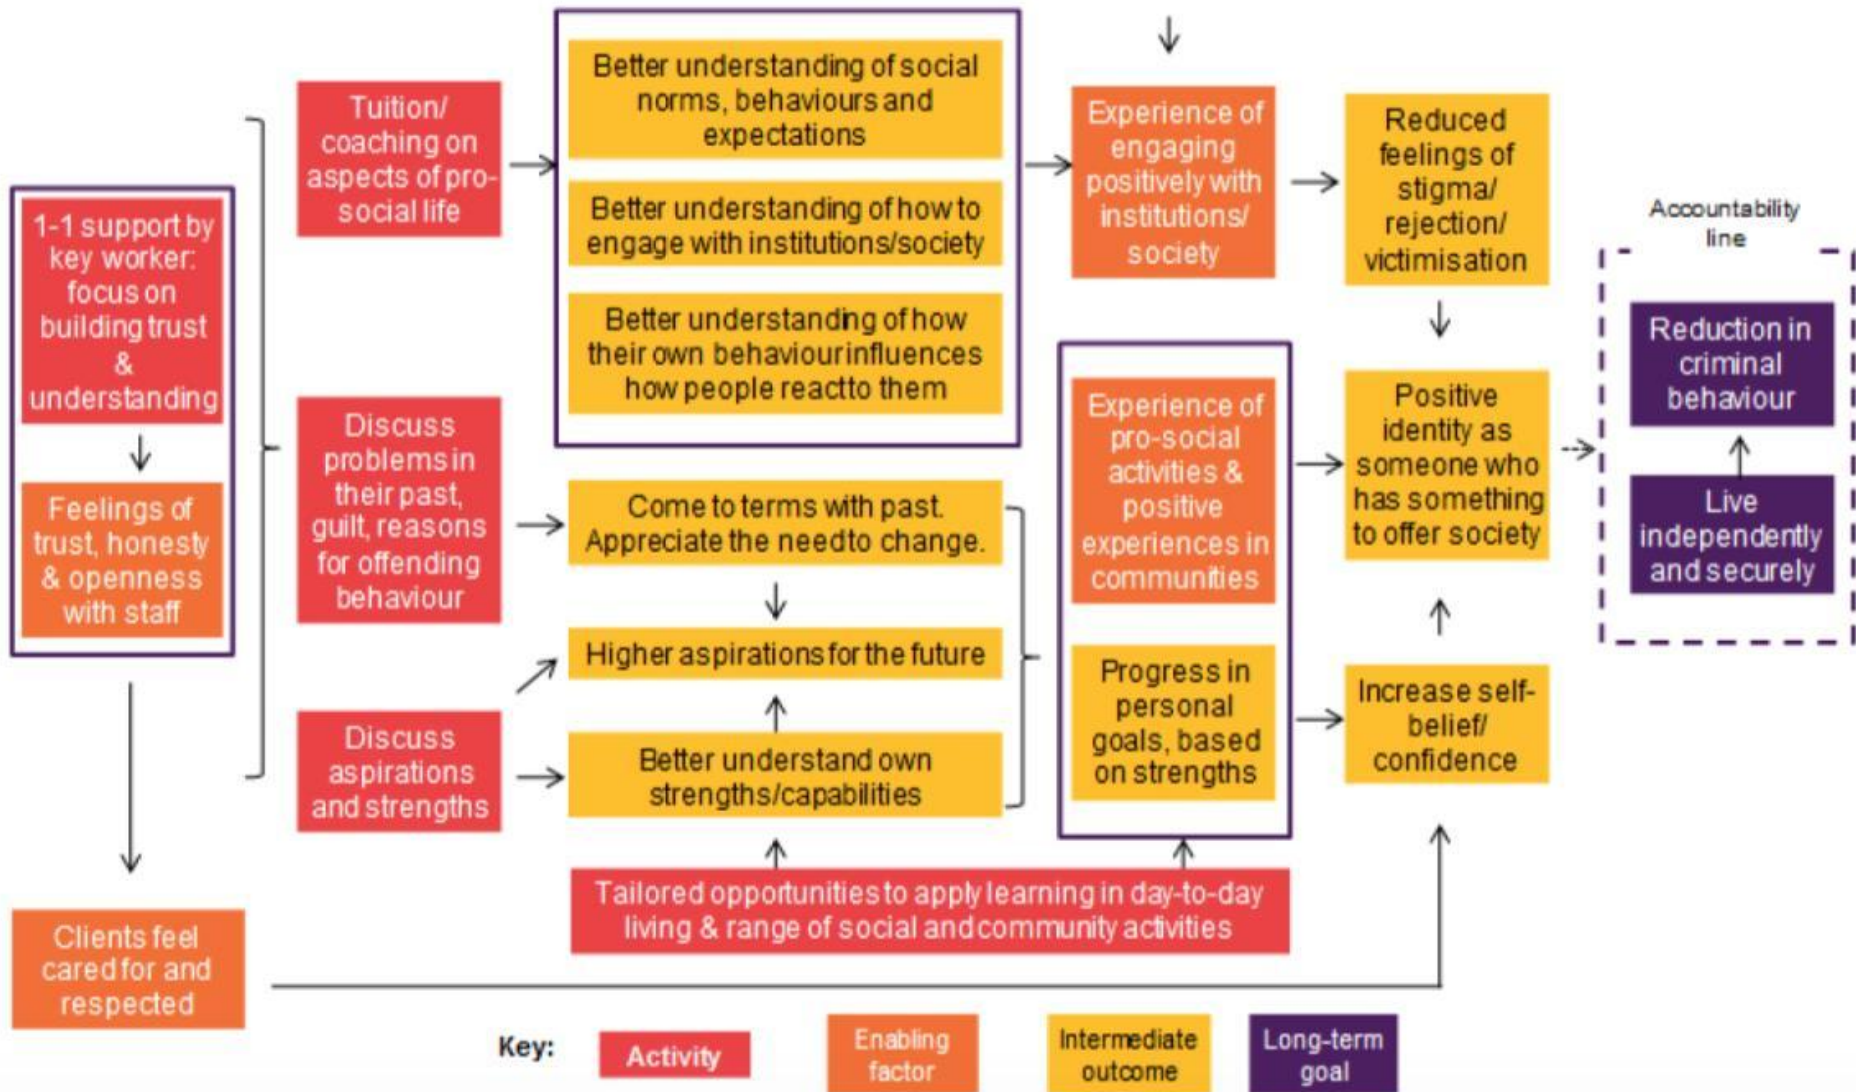 1-1 support by
key worker:
focus on
building trust
&
understanding
Feelings of
trust, honesty
& openness
with staff
Clients feel
cared for and
respected
Tuition/
coaching on
aspects of pro-
social life
Discuss
problems in
their past,
guilt, reasons
for offending
behaviour
Discuss
aspirations
and strengths
Better understanding of social
norms, behaviours and
expectations
Better understanding of how to
engage with institutions/society
Better understanding of how
their own behaviour influences
how people react to them
Come to terms with past.
Appreciate the need to change.
Higher aspirations for the future
Better understand own
strengths/capabilities
Tailored opportunities to apply learning in day-to-day
living & range of social and community activities
Experience of
engaging
positively with
institutions/
society
Experience of
pro-social
activities &
positive
experiences in
communities
Progress in
personal
goals, based
on strengths
Reduced
feelings of
stigma/
rejection/
victimisation
Positive
identity as
someone who
has something
to offer society
Increase self-
belief/
confidence
Accountability
line
Reduction in
criminal
behaviour
Live
independently
and securely
Key:
Activity
Enabling
factor
Intermediate
outcome
Long-term
goal